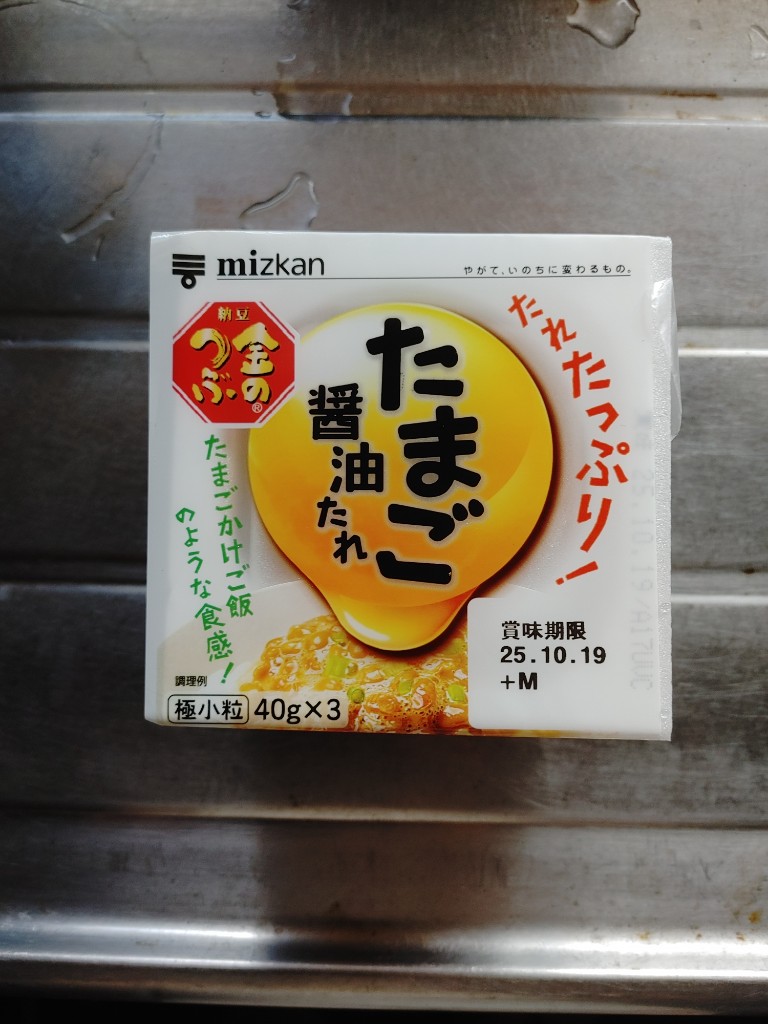 mizkan
やがて、いのちに変わるもの。
納豆
金の
つぶ®
たれたっぷり!
たまご
醤油
たれ
たまごかけご飯
のような食感!
調理例
極小粒 40g×3
賞味期限
25.10.19
+M